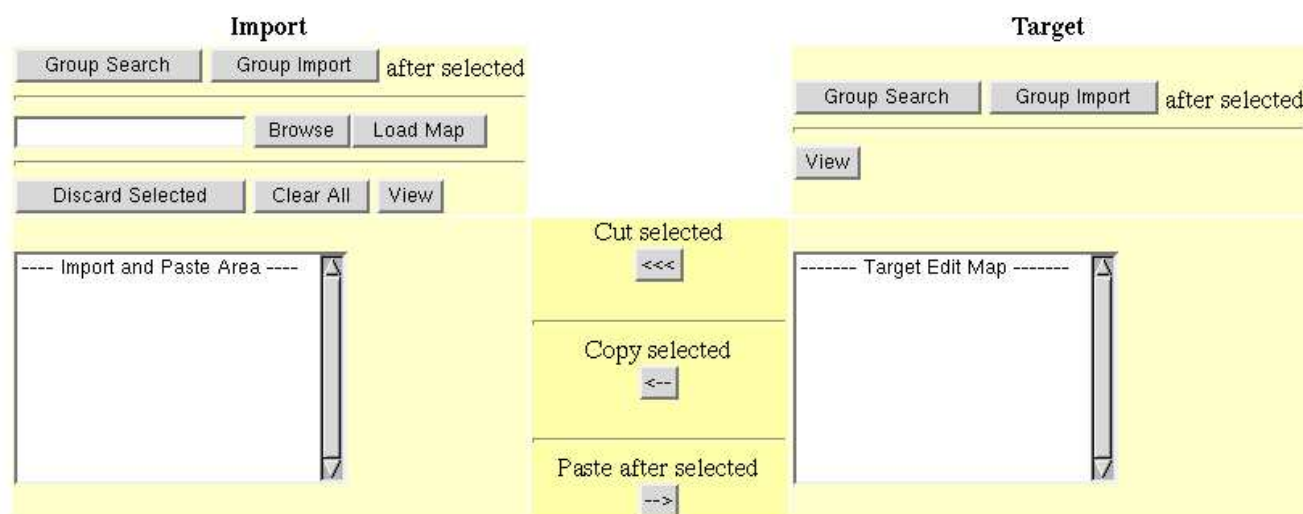 Import
Group Search Group Import after selected
Browse Load Map
Discard Selected Clear All View
---- Import and Paste Area ----
Cut selected
<<<
Copy selected
<--
Paste after selected
-->
Target
Group Search Group Import after selected
View
------- Target Edit Map -------